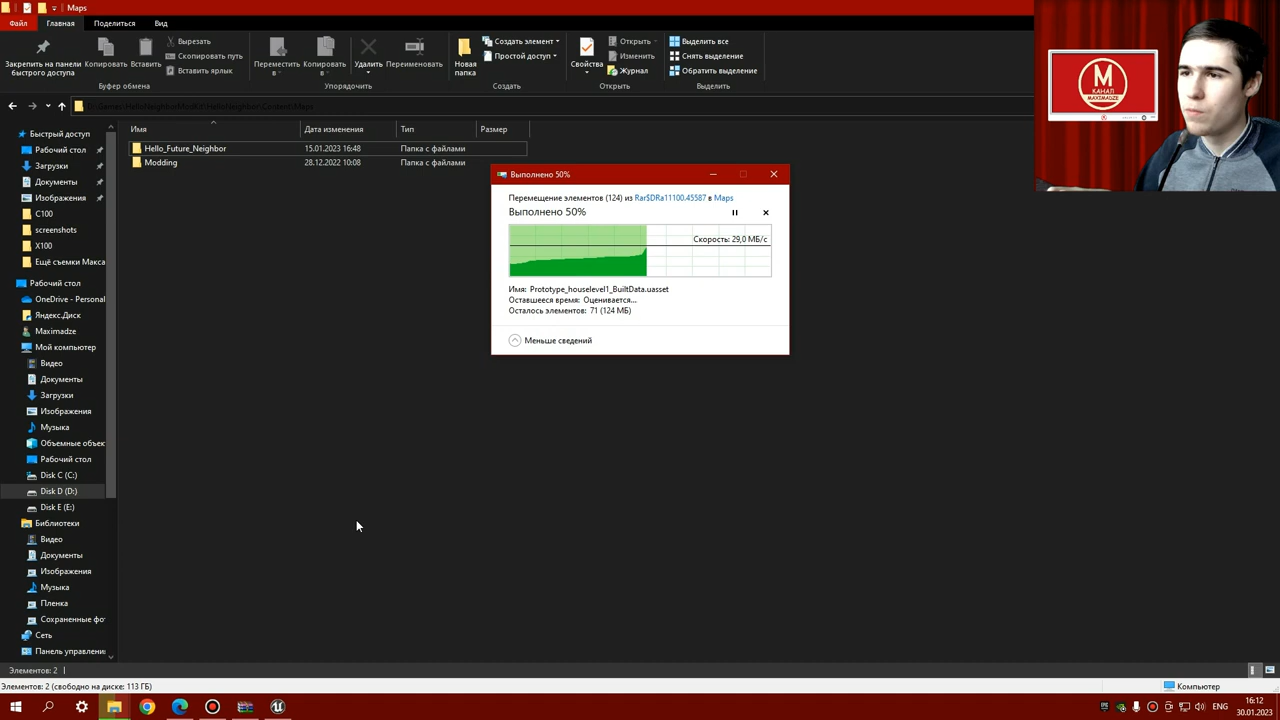 Maps
Файл Главная Поделиться Вид
Закрепить на панели быстрого доступа
Копировать
Вставить
Вырезать
Скопировать путь
Вставить ярлык
Буфер обмена
Переместить в
Копировать в
Удалить
Переименовать
Упорядочить
Новая папка
Создать элемент
Простой доступ
Создать
Свойства
Открыть
Изменить
Журнал
Открыть
Выделить все
Снять выделение
Обратить выделение
Выделить
M
КАНАЛ
MAXIMADZE
Имя Дата изменения Тип Размер
Hello_Future_Neighbor 15.01.2023 16:48 Папка с файлами
Modding 28.12.2022 10:08 Папка с файлами
Быстрый доступ
Рабочий стол
Загрузки
Документы
Изображения
C100
screenshots
X100
Ещё съемки Макса
Рабочий стол
OneDrive - Personal
Яндекс.Диск
Maximadze
Мой компьютер
Видео
Документы
Загрузки
Изображения
Музыка
Объемные объек
Рабочий стол
Disk C (C:)
Disk D (D:)
Disk E (E:)
Библиотеки
Видео
Документы
Изображения
Музыка
Пленка
Сохраненные фо
Сеть
Панель управлени
Выполнено 50%
Перемещение элементов (124) из Rar$DRa11100.45587 в Maps
Выполнено 50%
Скорость: 29,0 МБ/с
Имя: Prototype_houselevel1_BuiltData.uasset
Оставшееся время: Оценивается...
Осталось элементов: 71 (124 МБ)
Меньше сведений
Элементов: 2
Элементов: 2 (свободно на диске: 113 ГБ)
Компьютер
ENG
16:12
30.01.2023